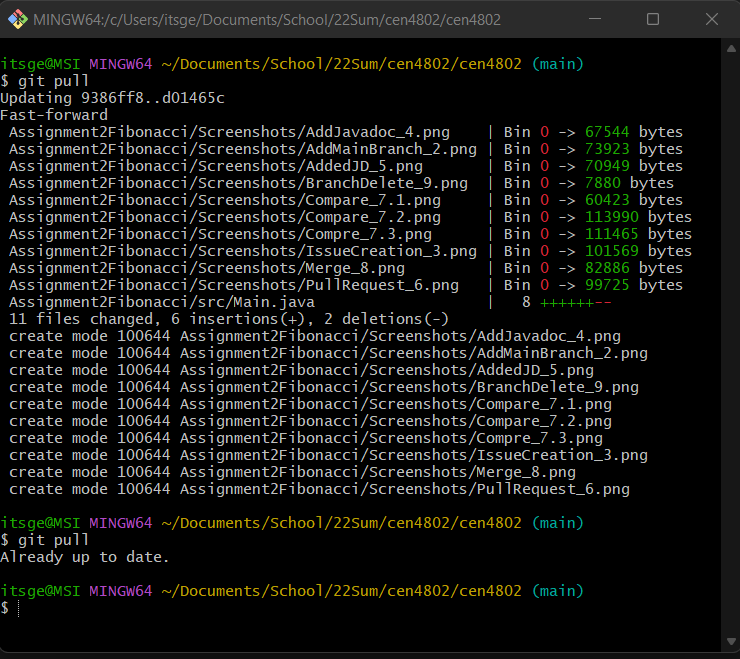 MINGW64:/c/Users/itsge/Documents/School/22Sum/cen4802/cen4802
itsge@MSI MINGW64 ~/Documents/School/22Sum/cen4802/cen4802 (main)
$ git pull
Updating 9386ff8..d01465c
Fast-forward
 Assignment2Fibonacci/Screenshots/AddJavadoc_4.png    | Bin 0 -> 67544 bytes
 Assignment2Fibonacci/Screenshots/AddMainBranch_2.png | Bin 0 -> 73923 bytes
 Assignment2Fibonacci/Screenshots/AddedJD_5.png       | Bin 0 -> 70949 bytes
 Assignment2Fibonacci/Screenshots/BranchDelete_9.png  | Bin 0 -> 7880 bytes
 Assignment2Fibonacci/Screenshots/Compare_7.1.png     | Bin 0 -> 60423 bytes
 Assignment2Fibonacci/Screenshots/Compare_7.2.png     | Bin 0 -> 113990 bytes
 Assignment2Fibonacci/Screenshots/Compre_7.3.png      | Bin 0 -> 111465 bytes
 Assignment2Fibonacci/Screenshots/IssueCreation_3.png | Bin 0 -> 101569 bytes
 Assignment2Fibonacci/Screenshots/Merge_8.png         | Bin 0 -> 82886 bytes
 Assignment2Fibonacci/Screenshots/PullRequest_6.png   | Bin 0 -> 99725 bytes
 Assignment2Fibonacci/src/Main.java                   |   8 ++++++--
 11 files changed, 6 insertions(+), 2 deletions(-)
 create mode 100644 Assignment2Fibonacci/Screenshots/AddJavadoc_4.png
 create mode 100644 Assignment2Fibonacci/Screenshots/AddMainBranch_2.png
 create mode 100644 Assignment2Fibonacci/Screenshots/AddedJD_5.png
 create mode 100644 Assignment2Fibonacci/Screenshots/BranchDelete_9.png
 create mode 100644 Assignment2Fibonacci/Screenshots/Compare_7.1.png
 create mode 100644 Assignment2Fibonacci/Screenshots/Compare_7.2.png
 create mode 100644 Assignment2Fibonacci/Screenshots/Compre_7.3.png
 create mode 100644 Assignment2Fibonacci/Screenshots/IssueCreation_3.png
 create mode 100644 Assignment2Fibonacci/Screenshots/Merge_8.png
 create mode 100644 Assignment2Fibonacci/Screenshots/PullRequest_6.png
itsge@MSI MINGW64 ~/Documents/School/22Sum/cen4802/cen4802 (main)
$ git pull
Already up to date.
itsge@MSI MINGW64 ~/Documents/School/22Sum/cen4802/cen4802 (main)
$